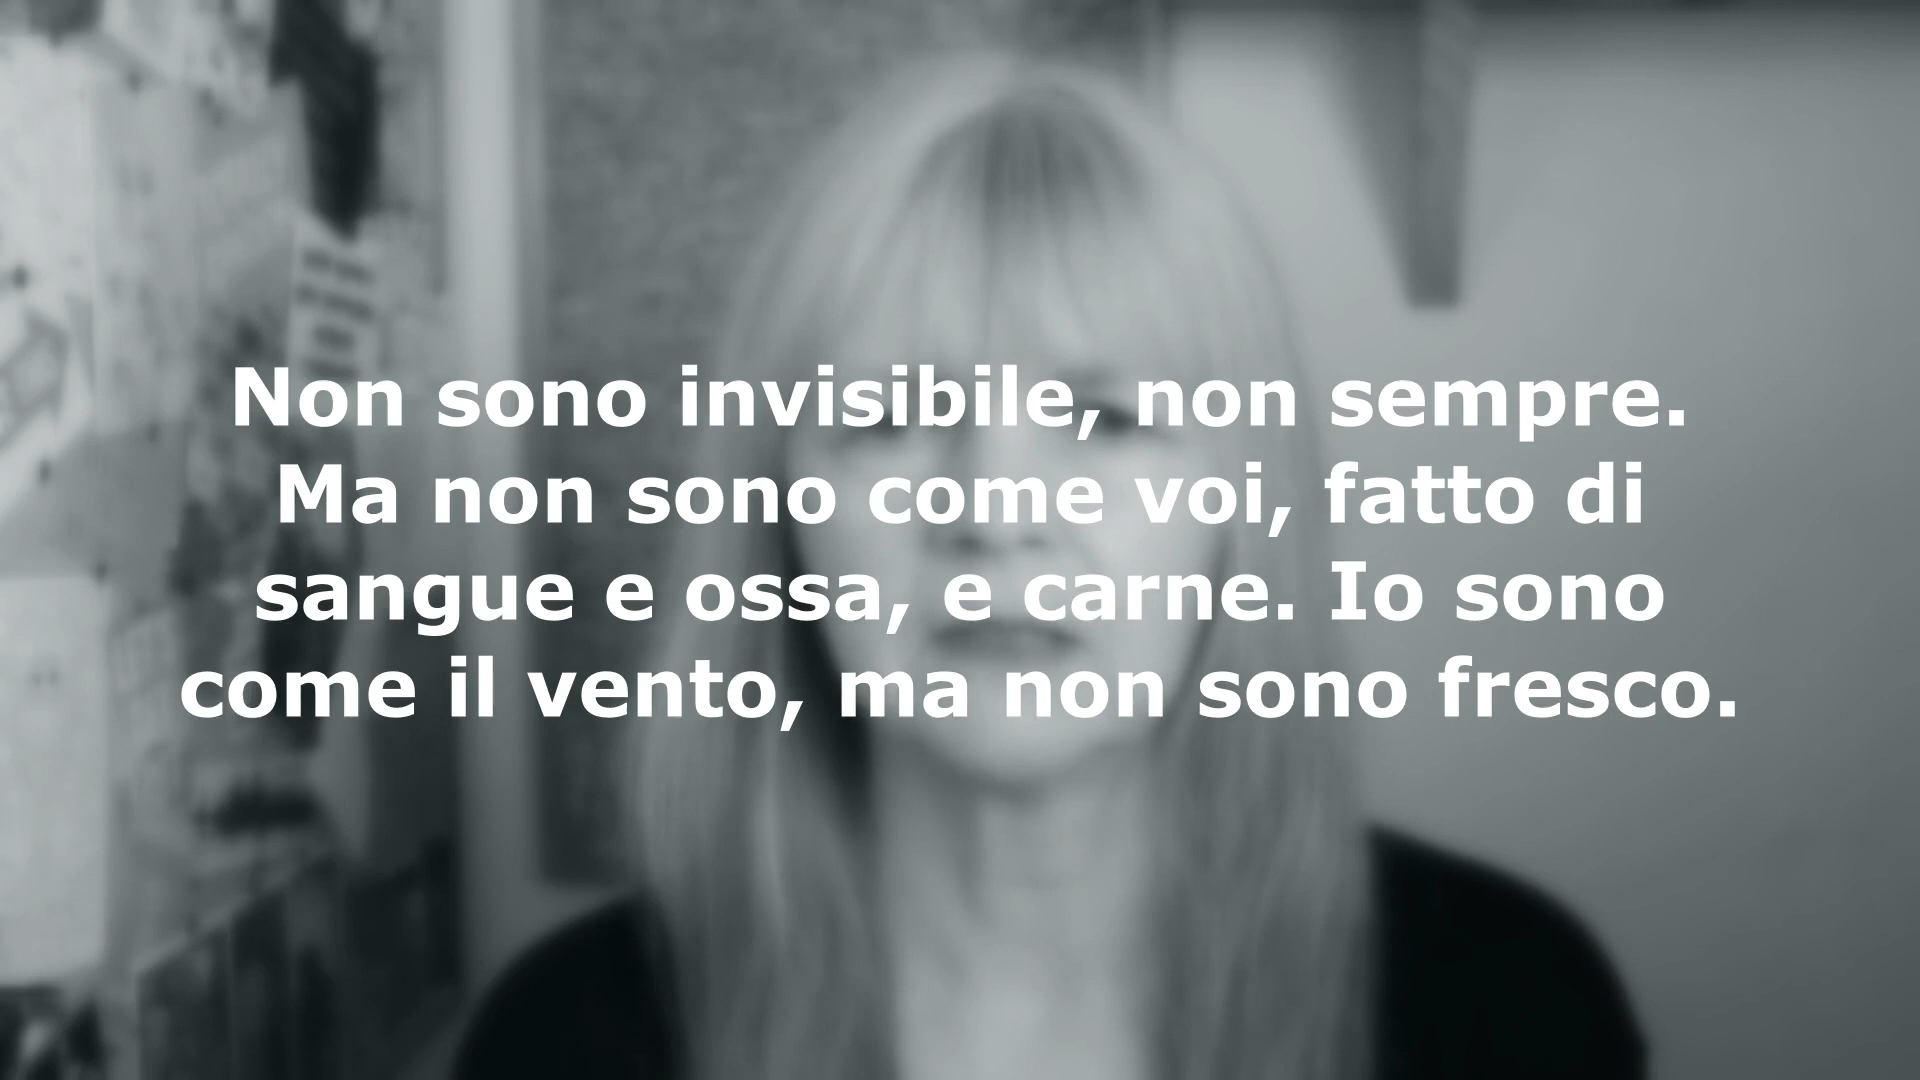 Non sono invisibile, non sempre.
Ma non sono come voi, fatto di
sangue e ossa, e carne. Io sono
come il vento, ma non sono fresco.